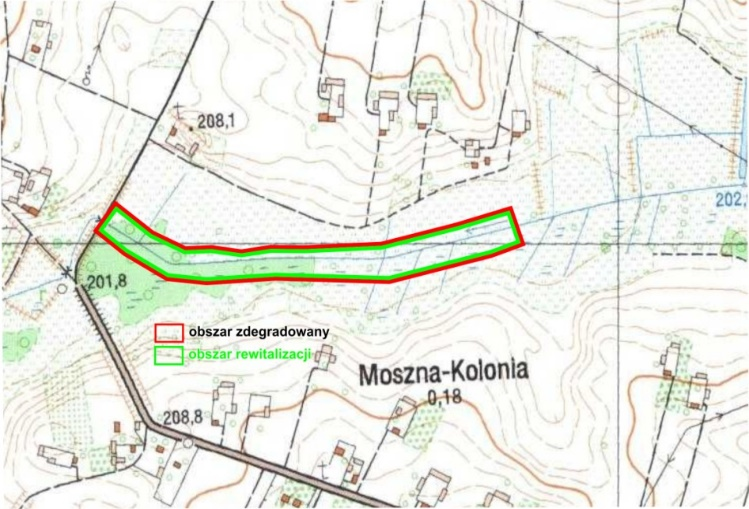 208,1
202,
201,8
obszar zdegradowany
obszar rewitalizacji
Moszna-Kolonia
0,18
208,8